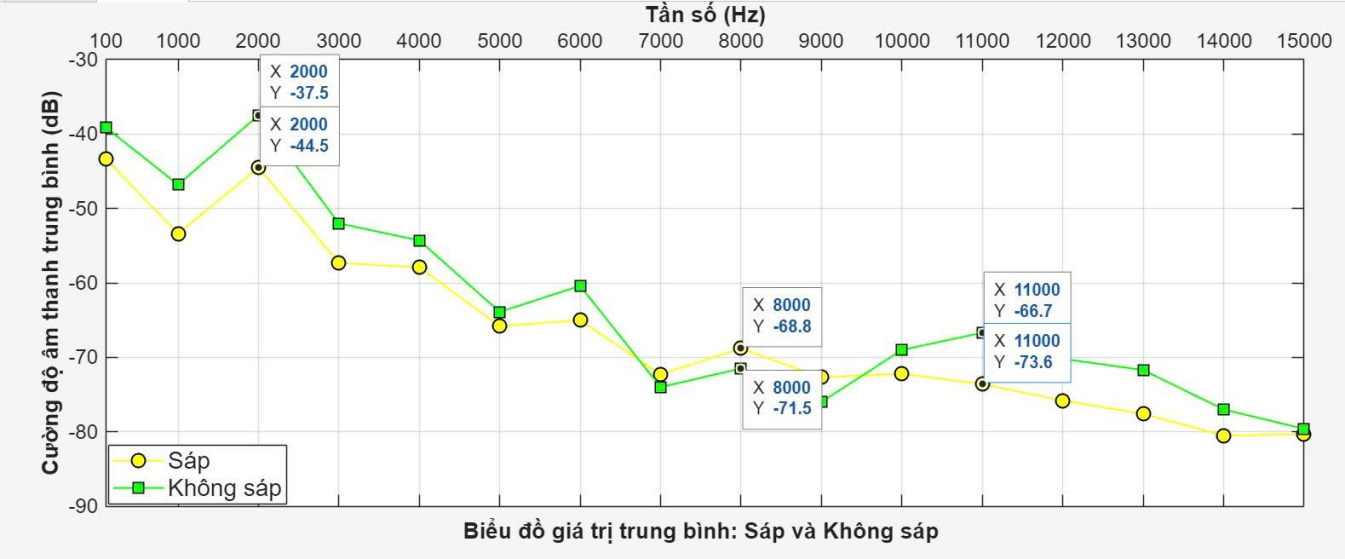 Tần số (Hz)
100 1000 2000 3000 4000 5000 6000 7000 8000 9000 10000 11000 12000 13000 14000 15000
Cường độ âm thanh trung bình (dB)
-30
-40
-50
-60
-70
-80
-90
X 2000
Y -37.5
X 2000
Y -44.5
X 8000
Y -68.8
X 8000
Y -71.5
X 11000
Y -66.7
X 11000
Y -73.6
Sáp
Không sáp
Biểu đồ giá trị trung bình: Sáp và Không sáp